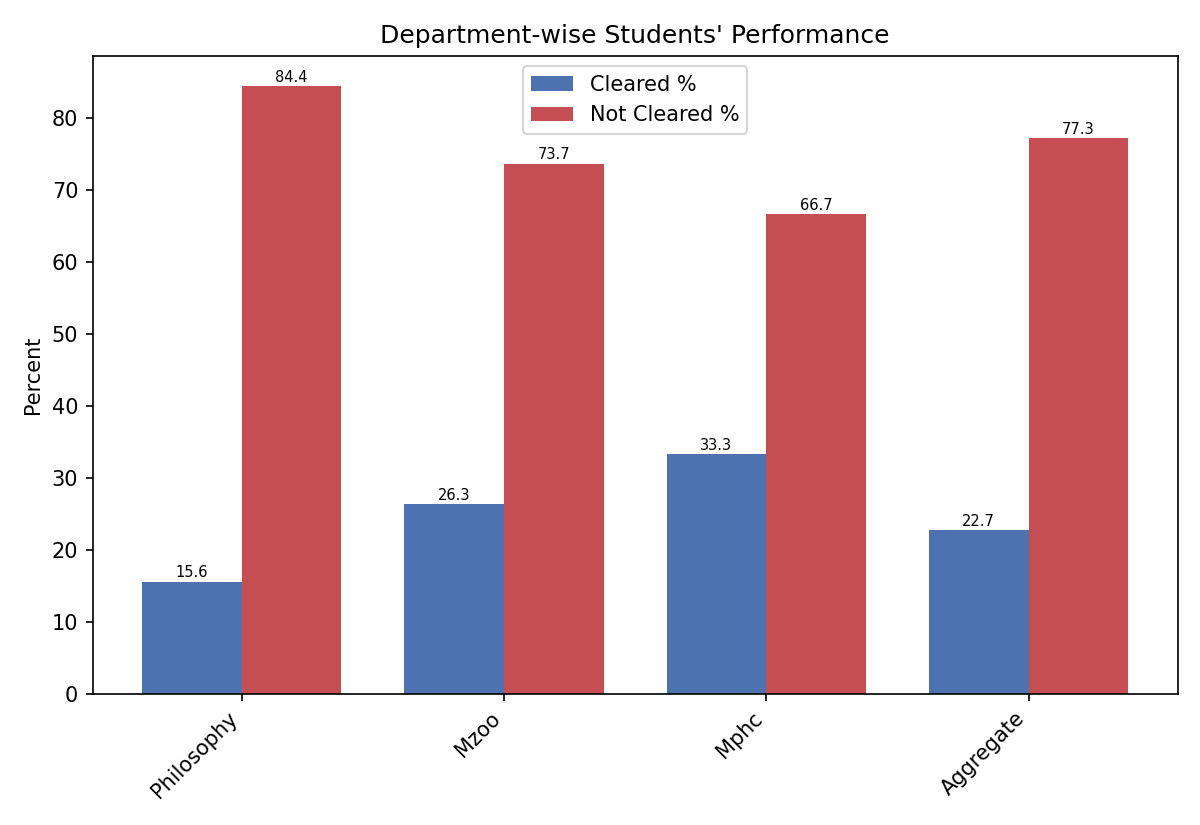 Department-wise Students' Performance
Cleared %
Not Cleared %
Percent
80
70
60
50
40
30
20
10
0
15.6
84.4
26.3
73.7
33.3
66.7
22.7
77.3
Philosophy
Mzoo
Mphc
Aggregate